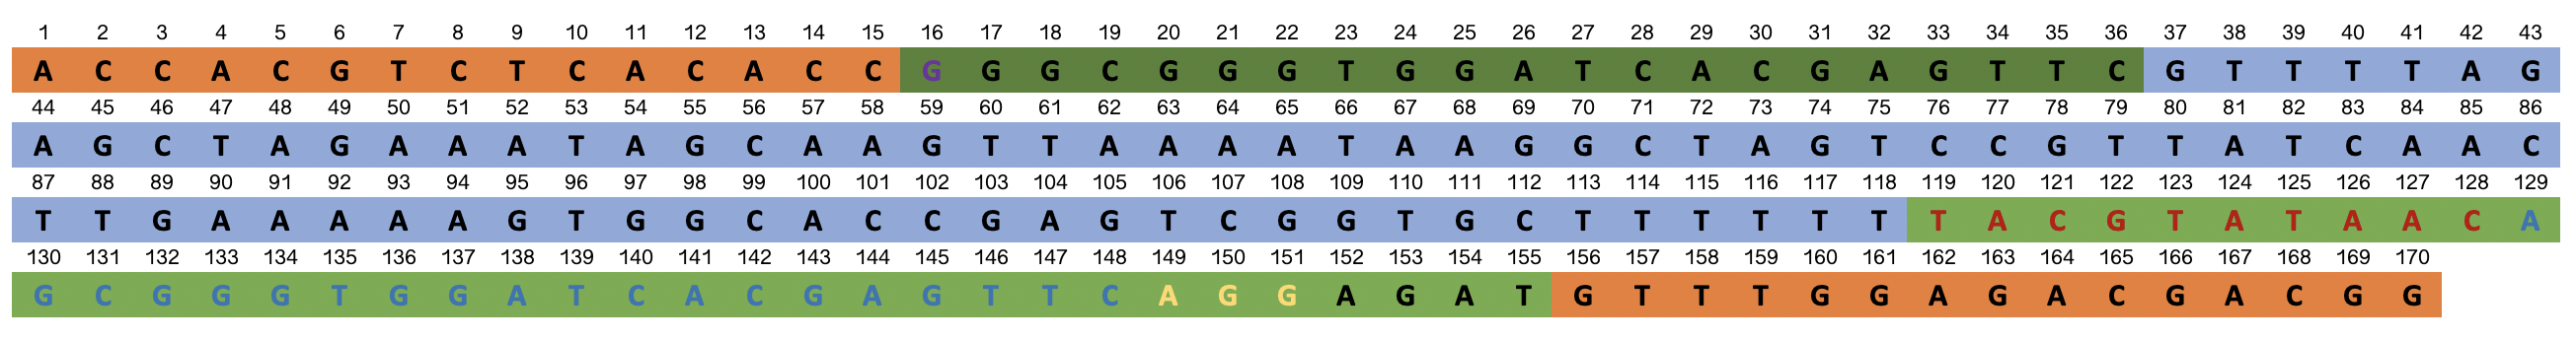 1 2 3 4 5 6 7 8 9 10 11 12 13 14 15 16 17 18 19 20 21 22 23 24 25 26 27 28 29 30 31 32 33 34 35 36 37 38 39 40 41 42 43
A C C A C G T C T C A C A C C G G G C G G G T G G A T C A C G A G T T C G T T T T A G
44 45 46 47 48 49 50 51 52 53 54 55 56 57 58 59 60 61 62 63 64 65 66 67 68 69 70 71 72 73 74 75 76 77 78 79 80 81 82 83 84 85 86
A G C T A G A A A T A G C A A G T T A A A A T A A G G C T A G T C C G T T A T C A A C
87 88 89 90 91 92 93 94 95 96 97 98 99 100 101 102 103 104 105 106 107 108 109 110 111 112 113 114 115 116 117 118 119 120 121 122 123 124 125 126 127 128 129
T T G A A A A A G T G G C A C C G A G T C G G T G C T T T T T T T A C G T A T A A C A
130 131 132 133 134 135 136 137 138 139 140 141 142 143 144 145 146 147 148 149 150 151 152 153 154 155 156 157 158 159 160 161 162 163 164 165 166 167 168 169 170
G C G G G T G G A T C A C G A G T T C A G G A G A T G T T T G G A G A C G A C G G